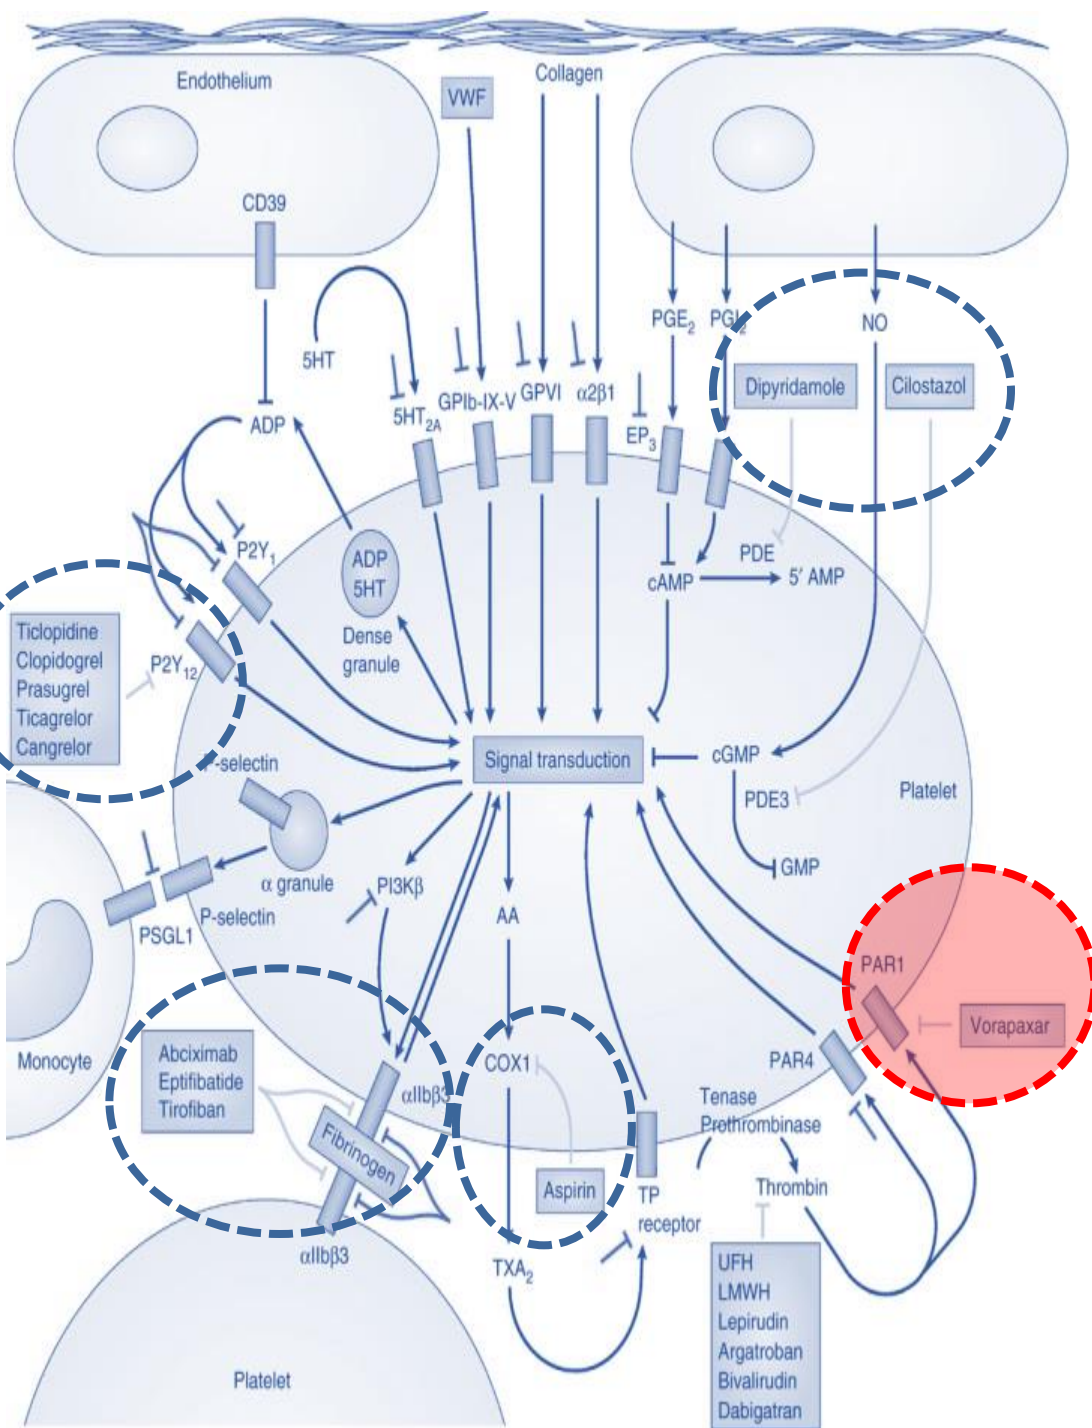 Endothelium
Collagen
VWF
CD39
5HT
PGE2
PGI2
NO
Dipyridamole
Cilostazol
ADP
5HT2A
GPIb-IX-V
GPVI
α2β1
EP3
P2Y1
ADP
5HT
PDE
cAMP
5′ AMP
Dense
granule
Ticlopidine
Clopidogrel
Prasugrel
Ticagrelor
Cangrelor
P2Y12
P-selectin
Signal transduction
cGMP
PDE3
Platelet
GMP
α granule
PI3Kβ
P-selectin
PSGL1
AA
PAR1
Vorapaxar
Monocyte
Abciximab
Eptifibatide
Tirofiban
COX1
PAR4
αIIbβ3
Fibrinogen
Tenase
Prothrombinase
Aspirin
TP
receptor
Thrombin
αIIbβ3
TXA2
UFH
LMWH
Lepirudin
Argatroban
Bivalirudin
Dabigatran
Platelet